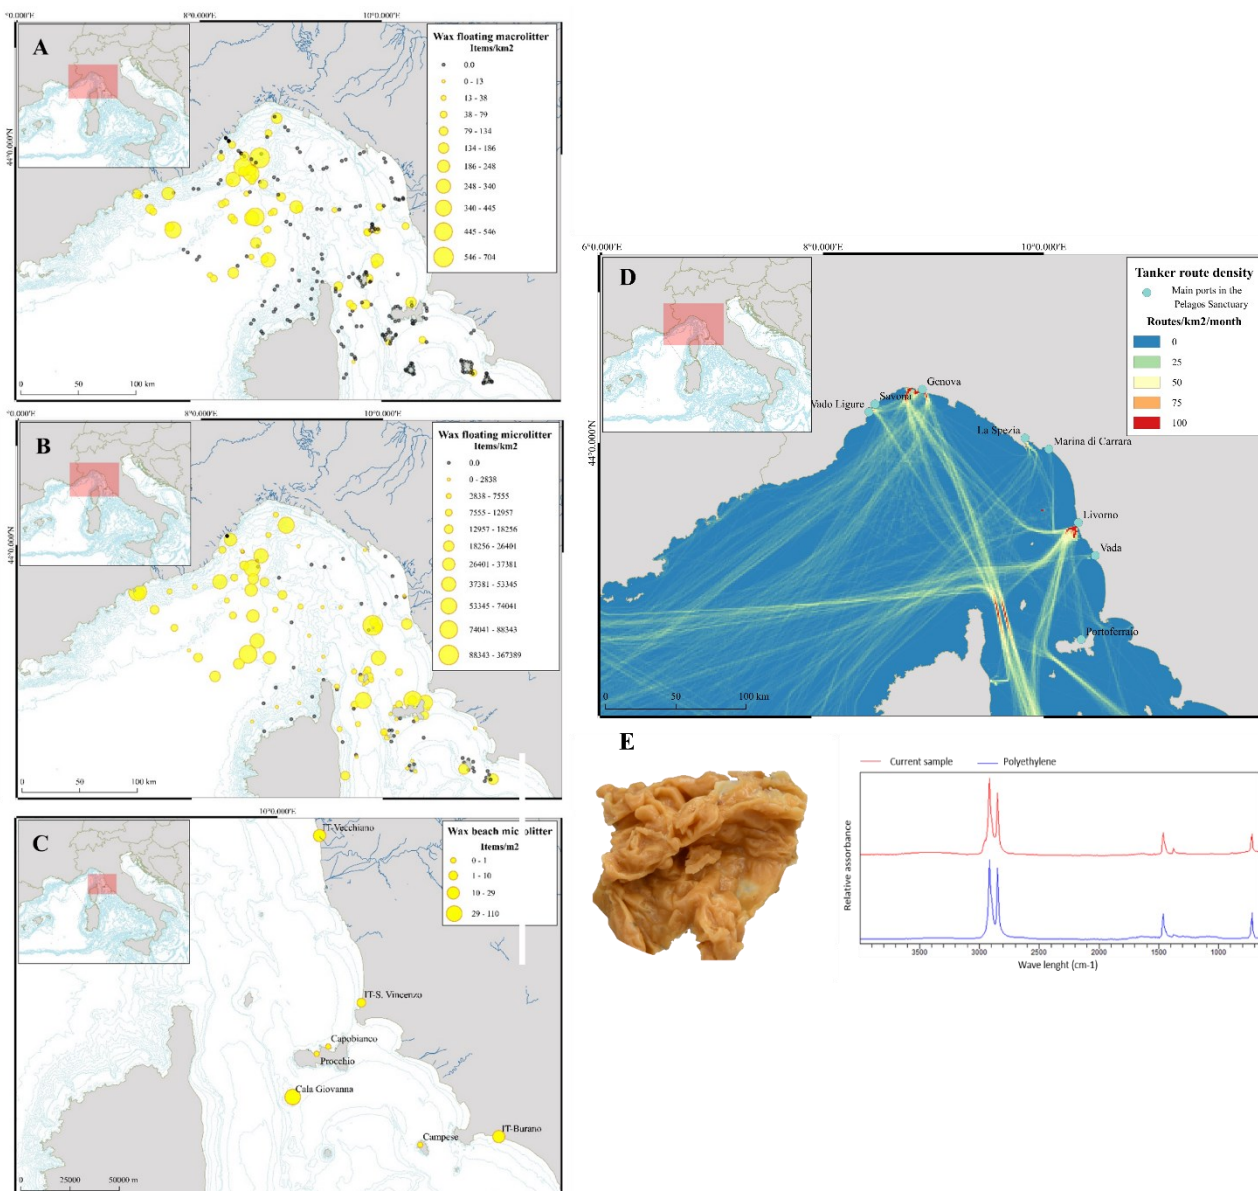 °0.000'E
8°0.000'E
10°0.000'E
A
Wax floating macrolitter
Items/km2
0.0
0 - 13
13 - 38
38 - 79
79 - 134
134 - 186
186 - 248
248 - 340
340 - 445
445 - 546
546 - 704
44°0.000'N
0
50
100 km
°0.000'E
8°0.000'E
10°0.000'E
B
Wax floating microlitter
Items/km2
0.0
0 - 2838
2838 - 7555
7555 - 12957
12957 - 18256
18256 - 26401
26401 - 37381
37381 - 53345
53345 - 74041
74041 - 88343
88343 - 367389
44°0.000'N
0
50
100 km
10°0.000'E
C
Wax beach microlitter
Items/m2
0 - 1
1 - 10
10 - 29
29 - 110
IT-Vecchiano
IT-S. Vincenzo
Capobianco
Procchio
Cala Giovanna
Campese
IT-Burano
0
25000
50000 m
6°0.000'E
8°0.000'E
10°0.000'E
D
Tanker route density
Main ports in the
Pelagos Sanctuary
Routes/km2/month
0
25
50
75
100
44°0.000'N
Genova
Savona
Vado Ligure
La Spezia
Marina di Carrara
Livorno
Vada
Portoferraio
0
50
100 km
E
Current sample
Polyethylene
Relative assorbance
3500
3000
2500
2000
1500
1000
Wave lenght (cm-1)